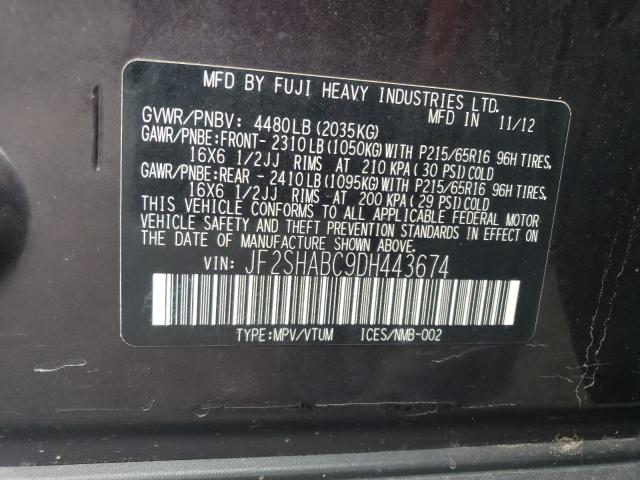 MFD BY FUJI HEAVY INDUSTRIES LTD.
MFD IN 11/12
GVWR/PNBV: 4480LB(2035KG)
GAWR/PNBE:FRONT- 2310LB(1050KG)WITH P215/65R16 96H TIRES,
16X6 1/2JJ RIMS AT 210 KPA( 30 PSI)COLD
GAWR/PNBE:REAR - 2410LB(1095KG)WITH P215/65R16 96H TIRES,
16X6 1/2JJ RIMS AT 200 KPA( 29 PSI)COLD
THIS VEHICLE CONFORMS TO ALL APPLICABLE FEDERAL MOTOR
VEHICLE SAFETY AND THEFT PREVENTION STANDARDS IN EFFECT
ON THE DATE OF MANUFACTURE SHOWN ABOVE.
VIN: JF2SHABC9DH443674
TYPE:MPV/VTUM ICES/NMB-002